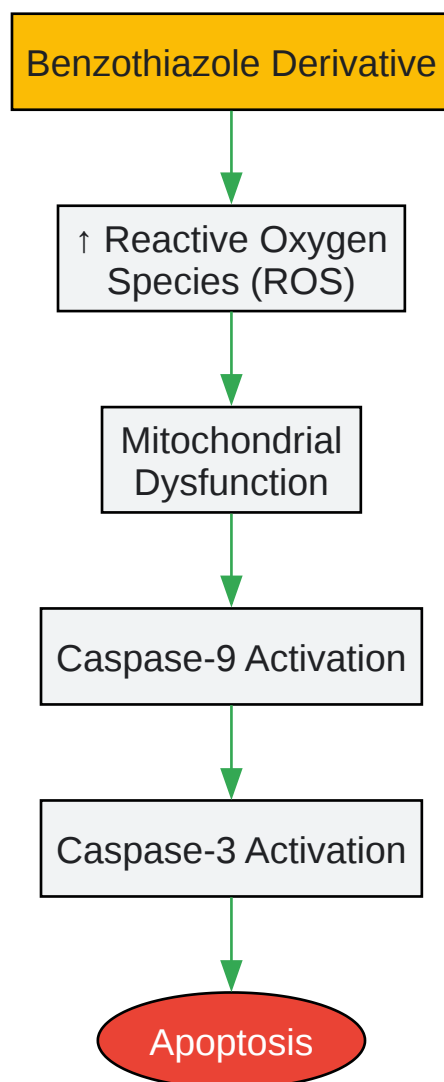 Benzothiazole Derivative
↑ Reactive Oxygen
Species (ROS)
Mitochondrial
Dysfunction
Caspase-9 Activation
Caspase-3 Activation
Apoptosis